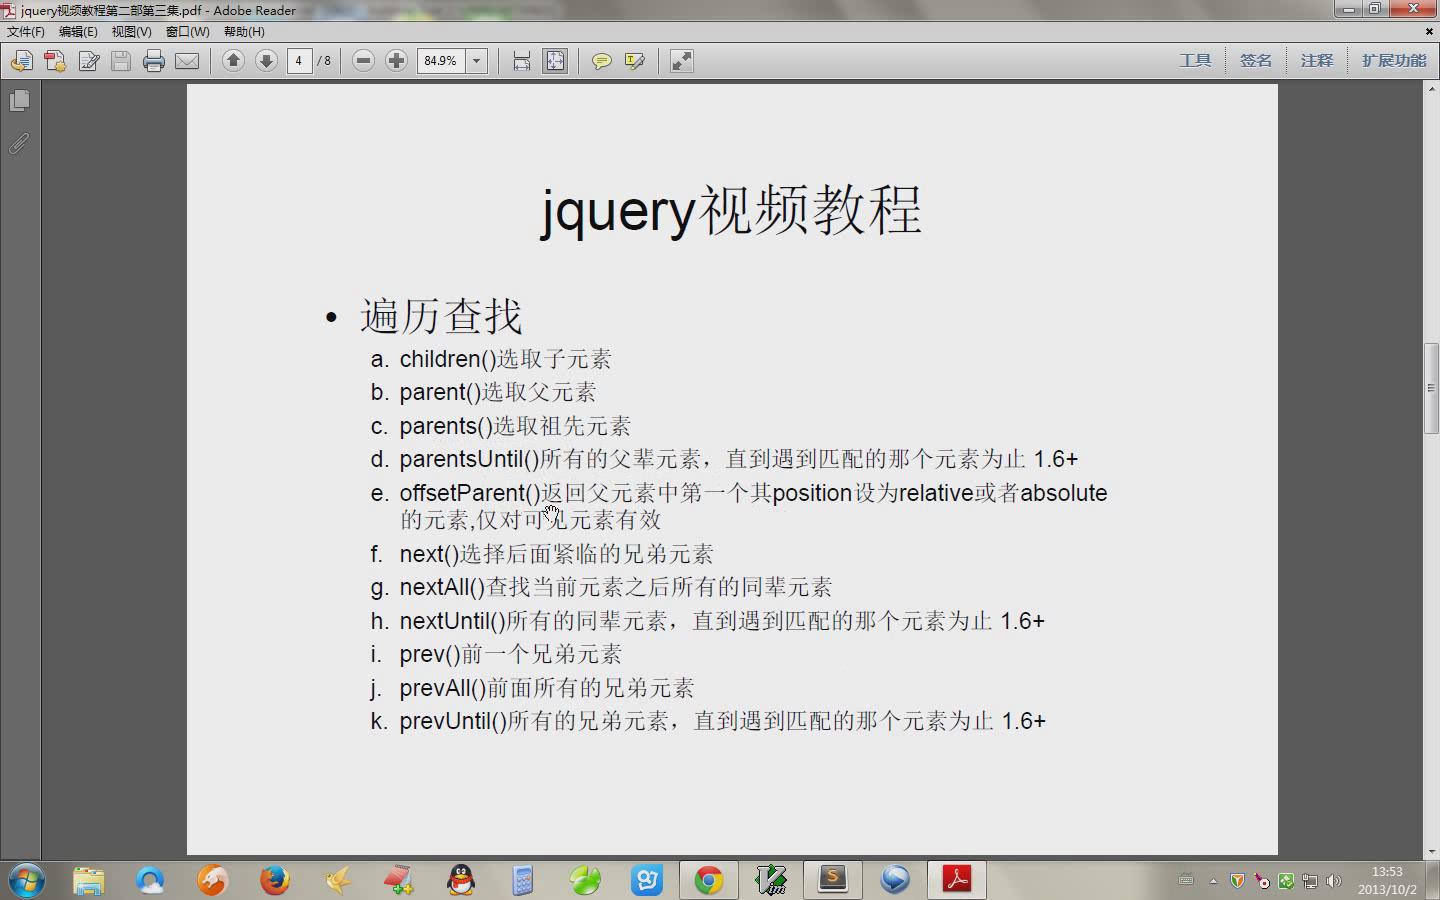 jquery视频教程第二部第三集.pdf - Adobe Reader
文件(F) 编辑(E) 视图(V) 窗口(W) 帮助(H)
4 / 8 84.9% 工具 签名 注释 扩展功能
jquery视频教程
• 遍历查找
a. children()选取子元素
b. parent()选取父元素
c. parents()选取祖先元素
d. parentsUntil()所有的父辈元素，直到遇到匹配的那个元素为止 1.6+
e. offsetParent()返回父元素中第一个其position设为relative或者absolute
的元素,仅对可见元素有效
f. next()选择后面紧临的兄弟元素
g. nextAll()查找当前元素之后所有的同辈元素
h. nextUntil()所有的同辈元素，直到遇到匹配的那个元素为止 1.6+
i. prev()前一个兄弟元素
j. prevAll()前面所有的兄弟元素
k. prevUntil()所有的兄弟元素，直到遇到匹配的那个元素为止 1.6+
13:53
2013/10/2